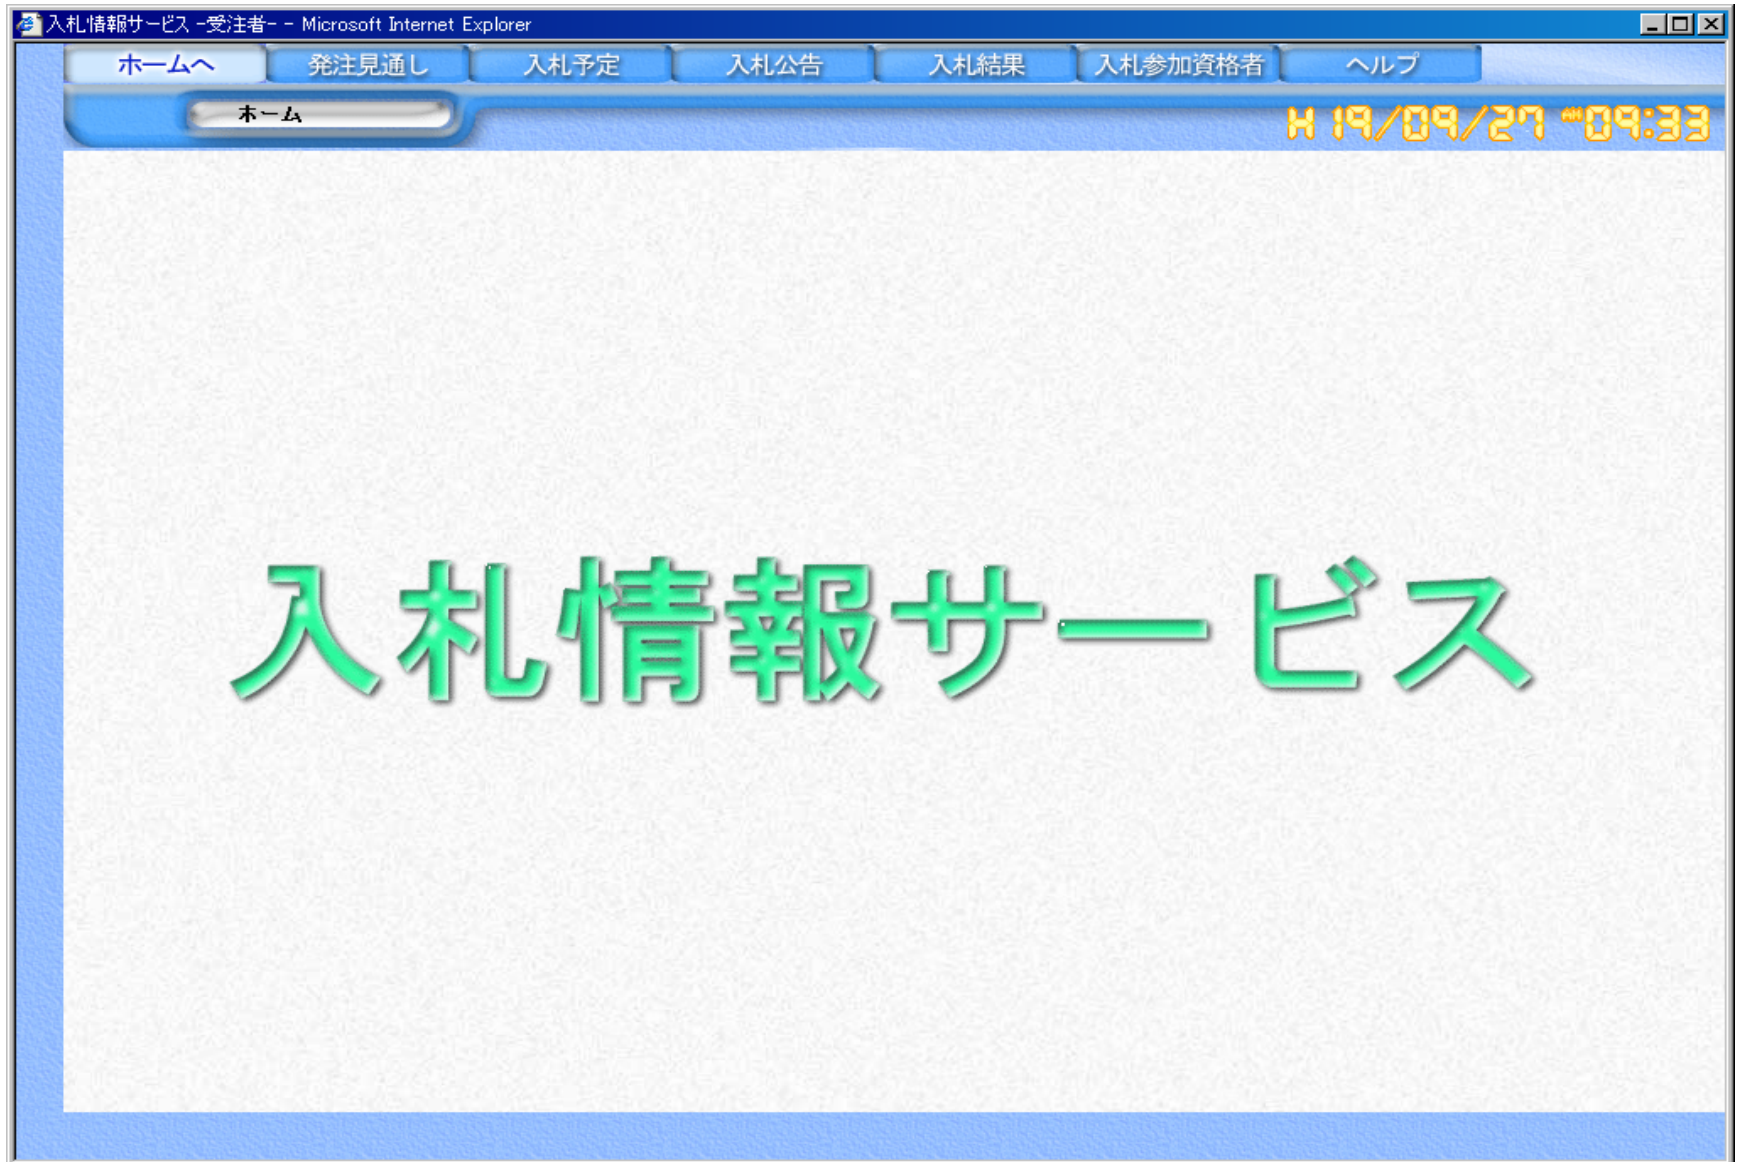 入札情報サービス -受注者- - Microsoft Internet Explorer
ホームへ 発注見通し 入札予定 入札公告 入札結果 入札参加資格者 ヘルプ
ホーム H 19/09/27 AM 09:33
入札情報サービス